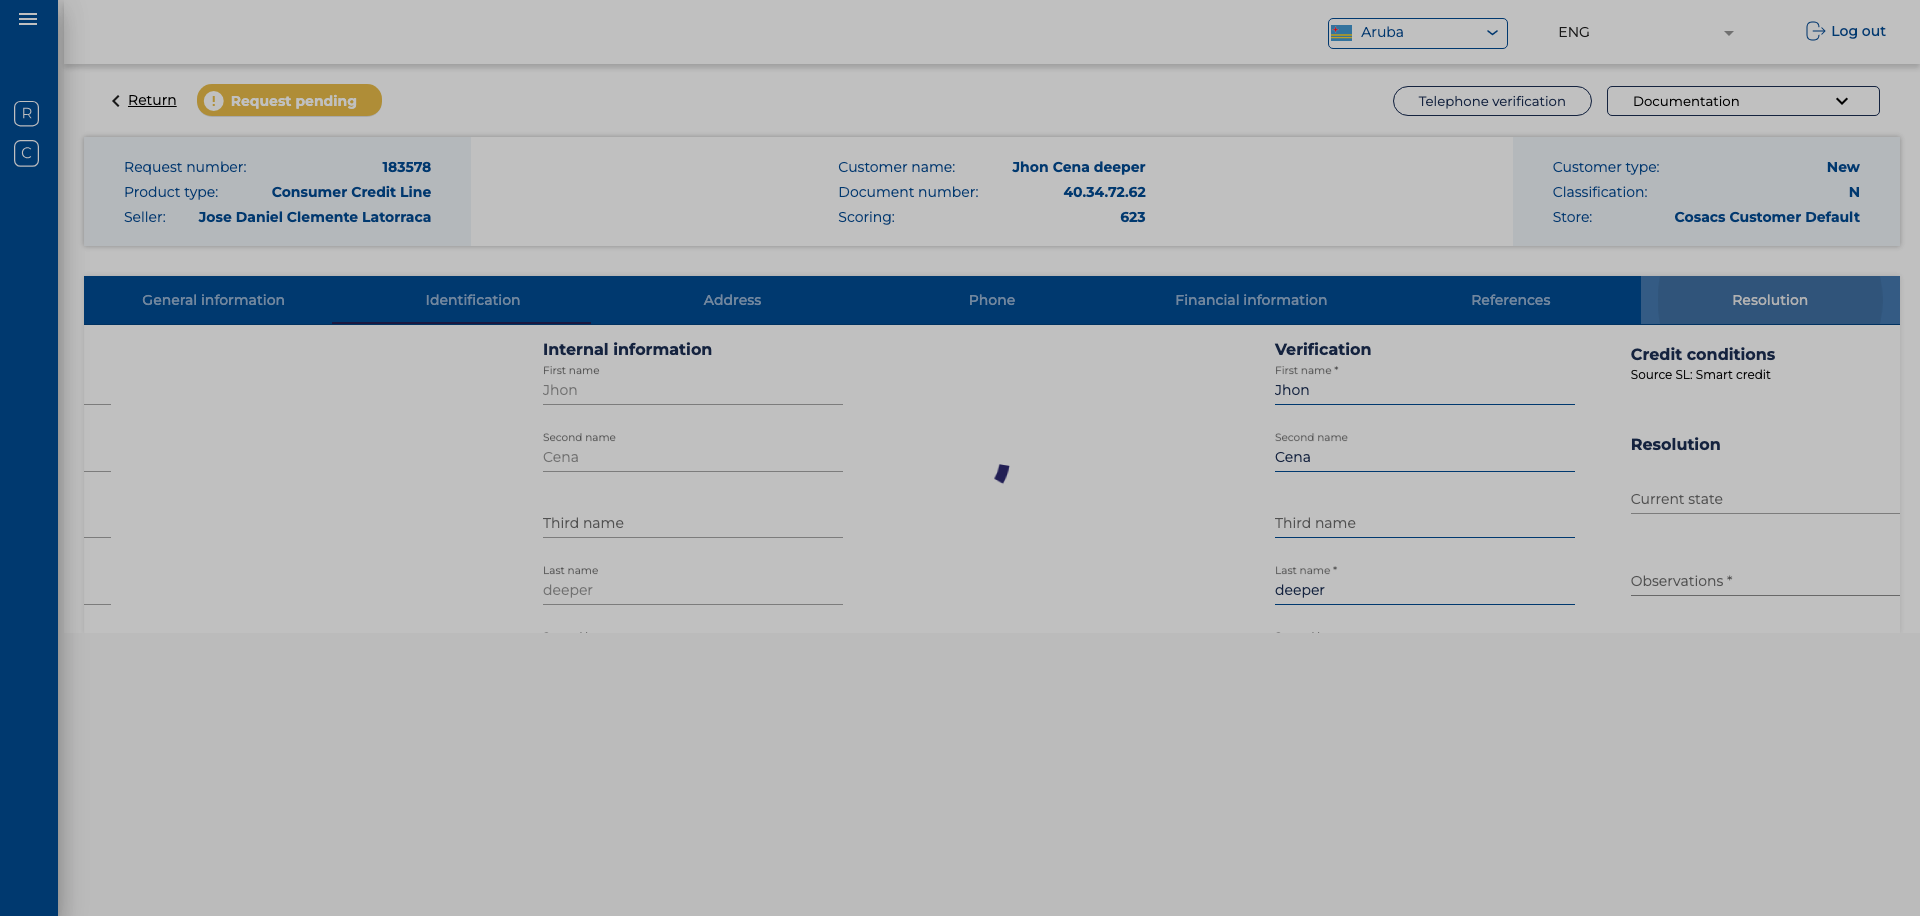 Aruba
ENG
Log out
R
C
Return
Request pending
Telephone verification
Documentation
Request number: 183578
Product type: Consumer Credit Line
Seller: Jose Daniel Clemente Latorraca
Customer name: Jhon Cena deeper
Document number: 40.34.72.62
Scoring: 623
Customer type: New
Classification: N
Store: Cosacs Customer Default
General information
Identification
Address
Phone
Financial information
References
Resolution
Internal information
First name
Jhon
Second name
Cena
Third name
Last name
deeper
Verification
First name *
Jhon
Second name
Cena
Third name
Last name *
deeper
Credit conditions
Source SL: Smart credit
Resolution
Current state
Observations *